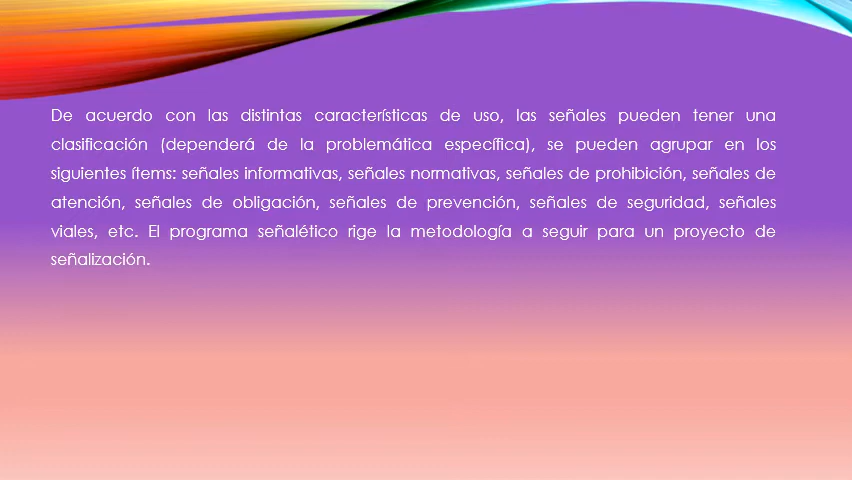 De acuerdo con las distintas características de uso, las señales pueden tener una
clasificación (dependerá de la problemática específica), se pueden agrupar en los
siguientes ítems: señales informativas, señales normativas, señales de prohibición, señales de
atención, señales de obligación, señales de prevención, señales de seguridad, señales
viales, etc. El programa señalético rige la metodología a seguir para un proyecto de
señalización.